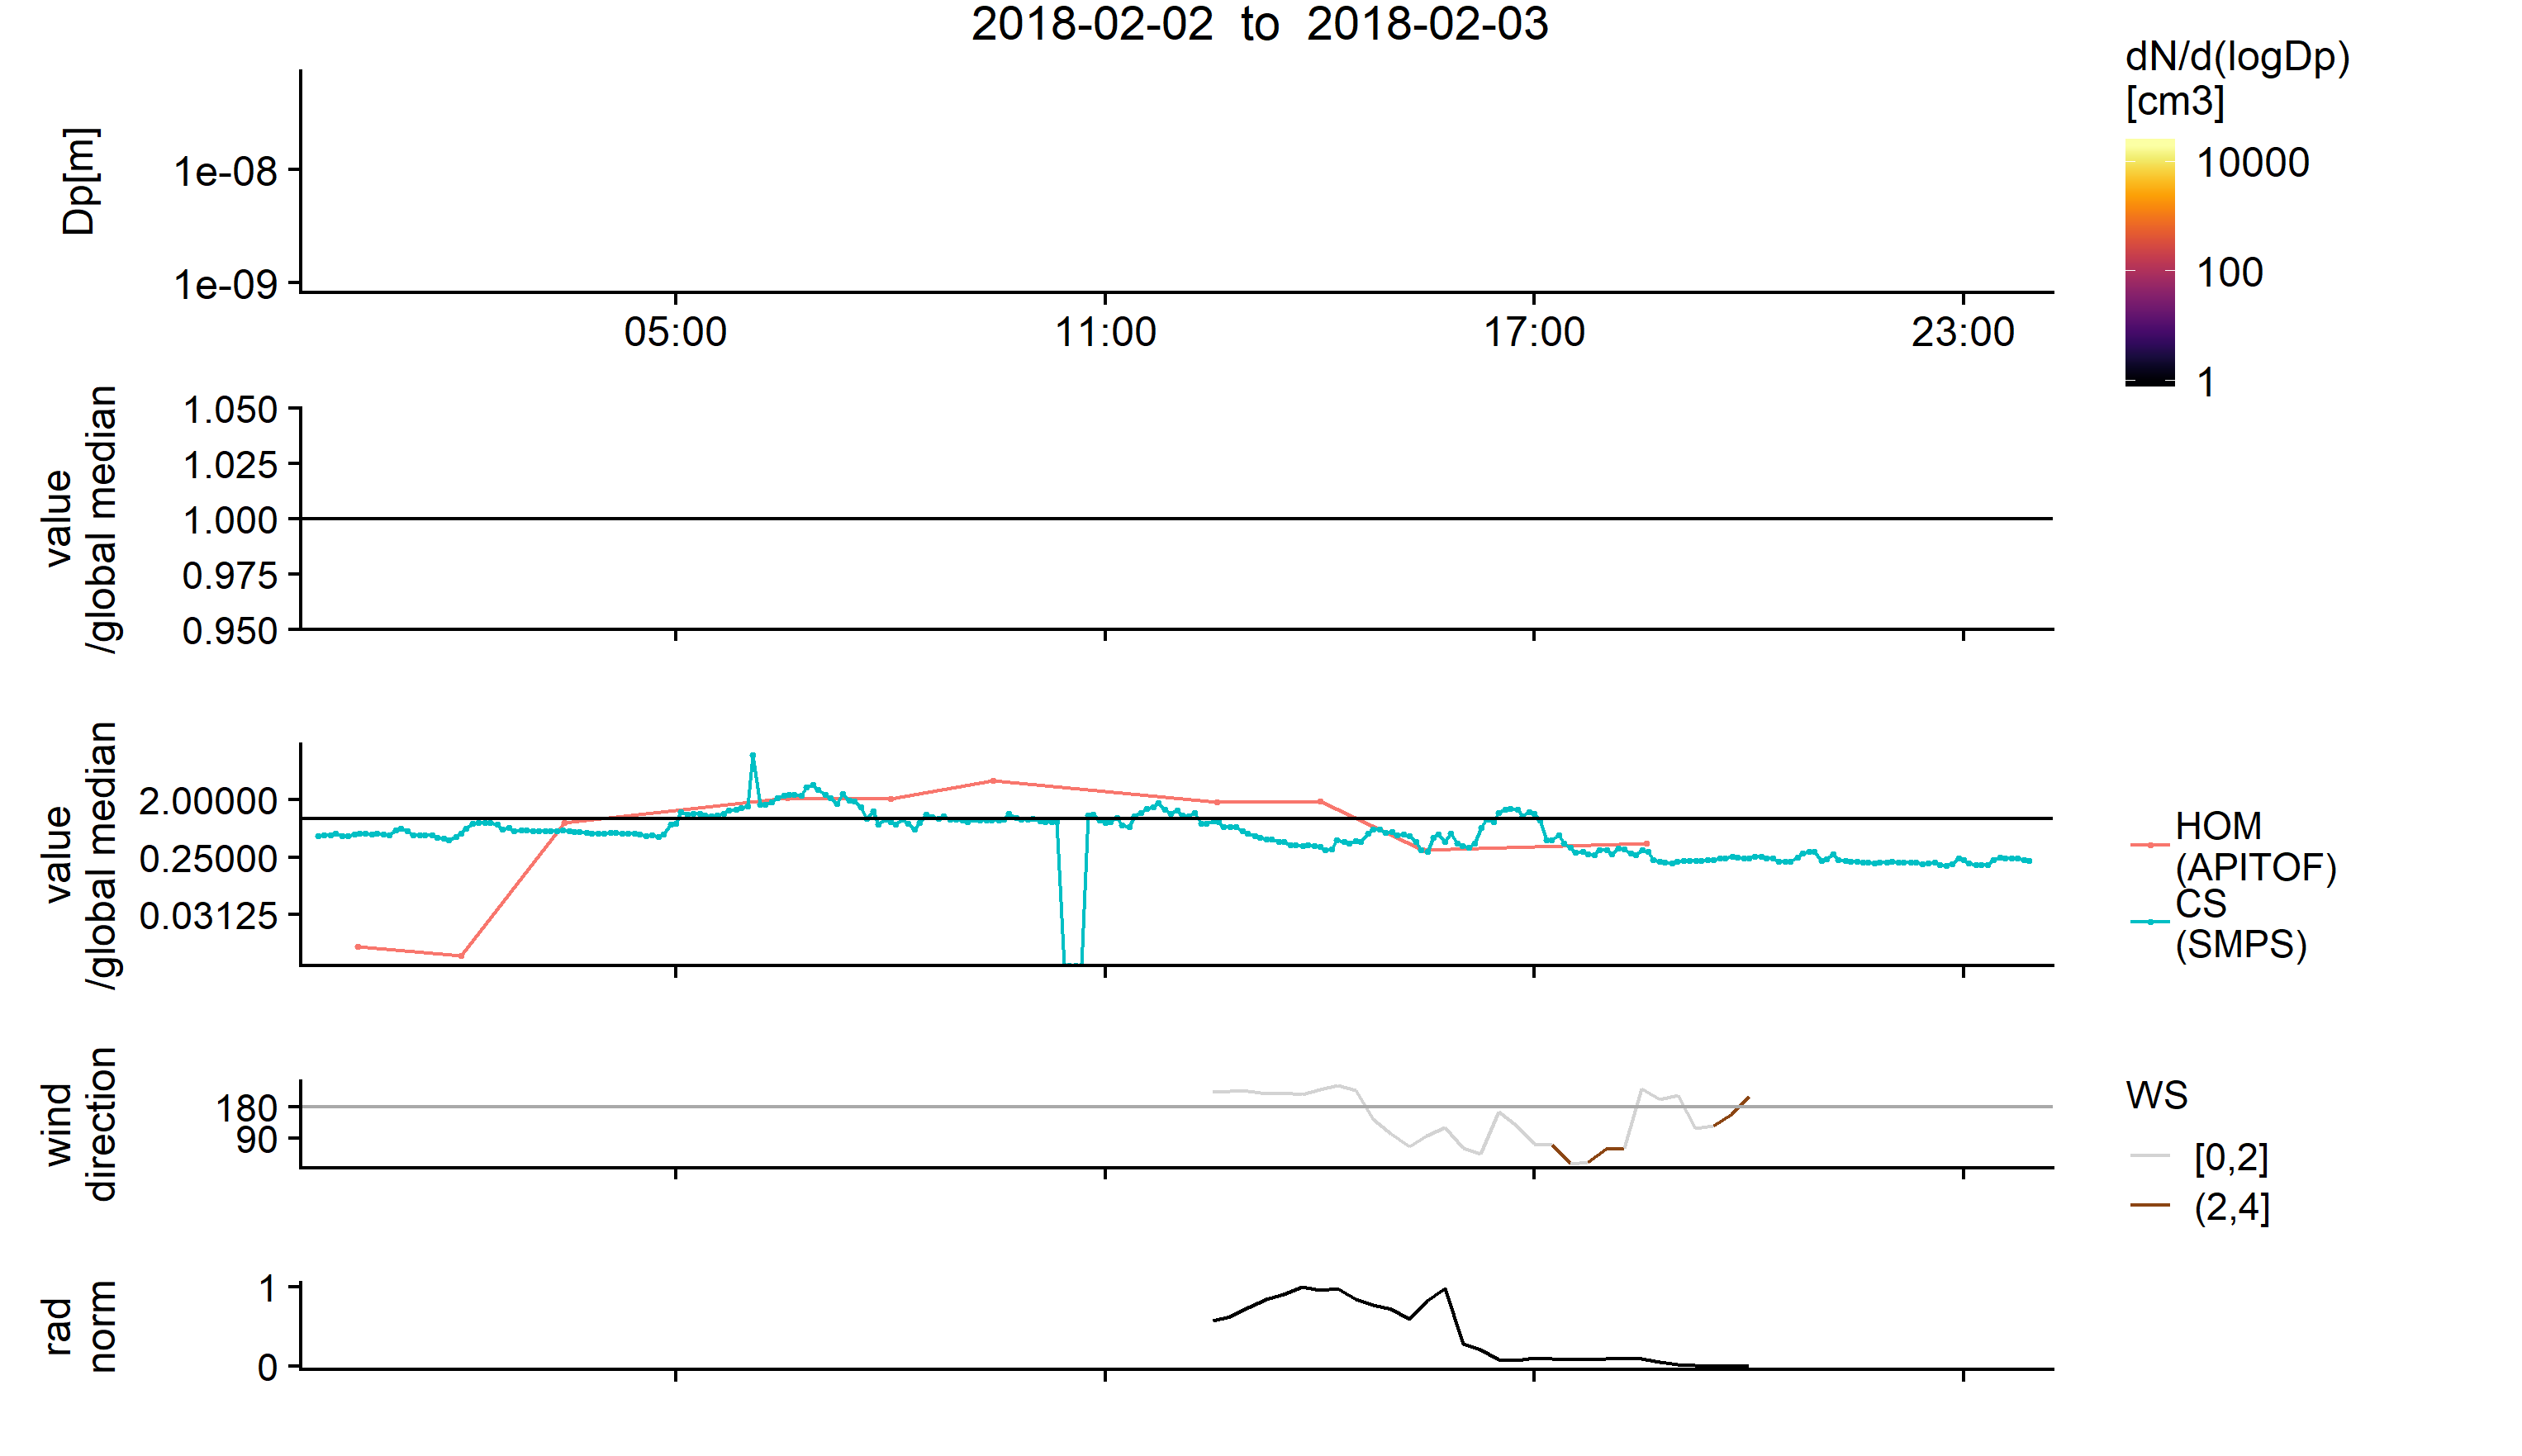 2018-02-02 to 2018-02-03
dN/d(logDp)
[cm3]
10000
100
1
Dp[m]
1e-08
1e-09
05:00
11:00
17:00
23:00
value
/global median
1.050
1.025
1.000
0.975
0.950
value
/global median
2.00000
0.25000
0.03125
HOM
(APITOF)
CS
(SMPS)
wind
direction
180
90
WS
[0,2]
(2,4]
rad
norm
1
0